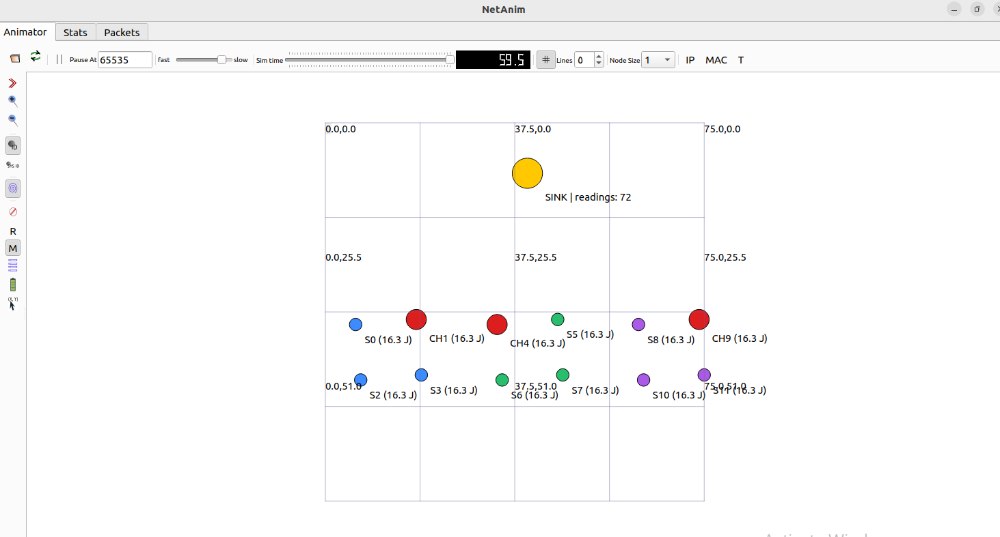 NetAnim
Animator Stats Packets
Pause At 65535 fast slow Sim time 59.5 Lines 0 Node Size 1 IP MAC T
ID
SYS ID
R
M
(X, Y)
0.0,0.0 37.5,0.0 75.0,0.0
SINK | readings: 72
0.0,25.5 37.5,25.5 75.0,25.5
S0 (16.3 J) CH1 (16.3 J) CH4 (16.3 J) S5 (16.3 J) S8 (16.3 J) CH9 (16.3 J)
0.0,51.0 37.5,51.0 75.0,51.0
S2 (16.3 J) S3 (16.3 J) S6 (16.3 J) S7 (16.3 J) S10 (16.3 J) S11 (16.3 J)